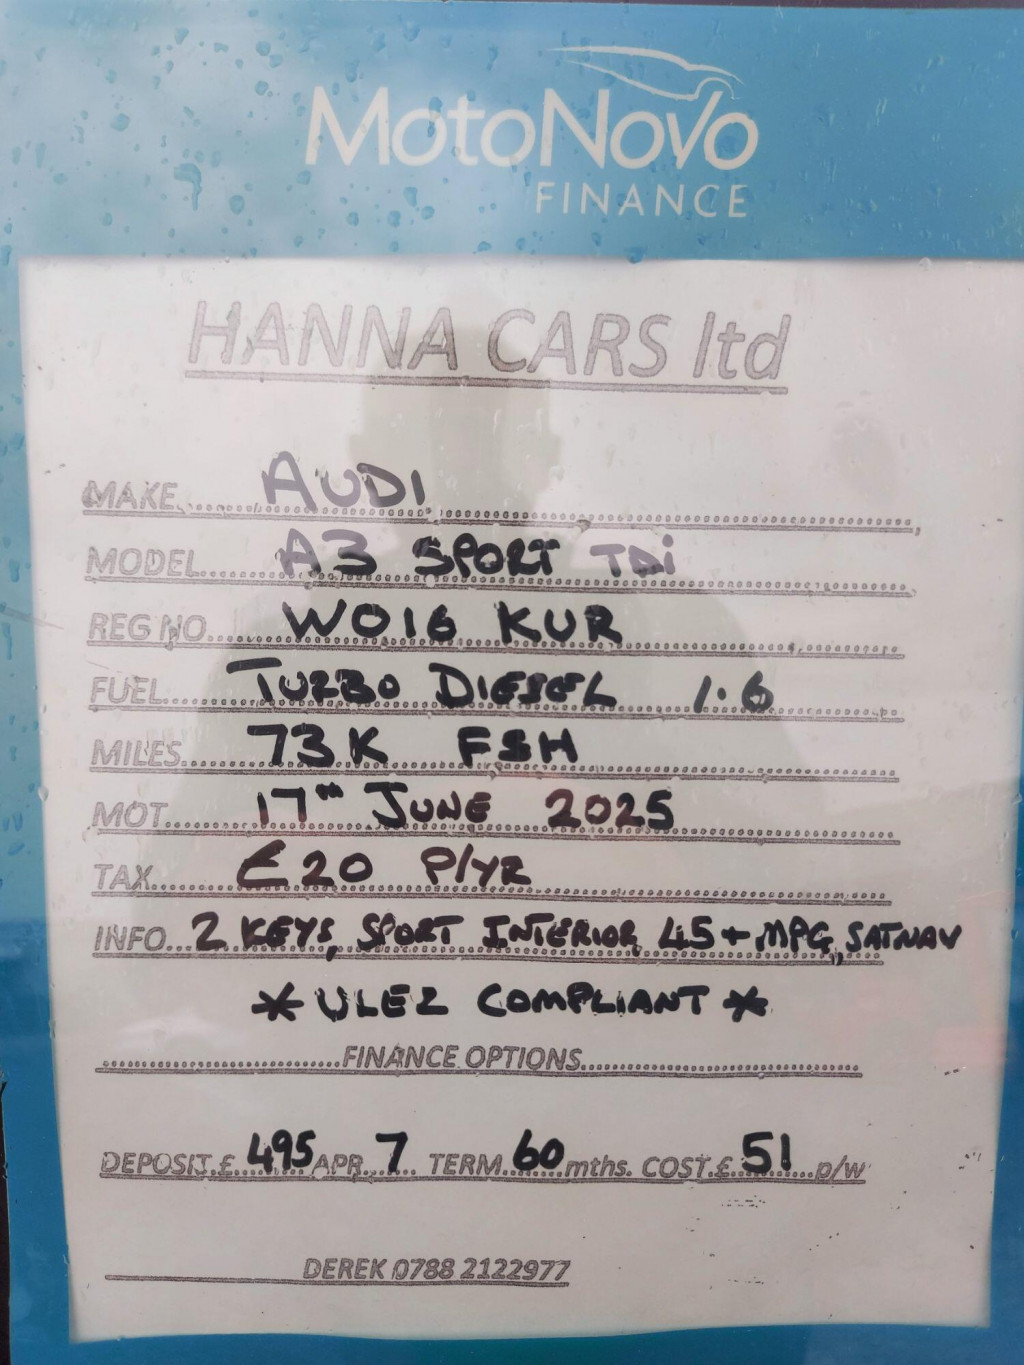 MotoNovo
FINANCE
HANNA CARS ltd
MAKE AUDI
MODEL A3 SPORT TDi
REG NO WO16 KUR
FUEL TURBO DIESEL 1.6
MILES 73K FSH
MOT 17TH JUNE 2025
TAX £20 P/YR
INFO 2 KEYS, SPORT INTERIOR, 45+MPG, SATNAV
* ULEZ COMPLIANT *
FINANCE OPTIONS
DEPOSIT £ 495 APR 7 TERM 60 mths. COST £ 51 p/w
DEREK 0788 2122977